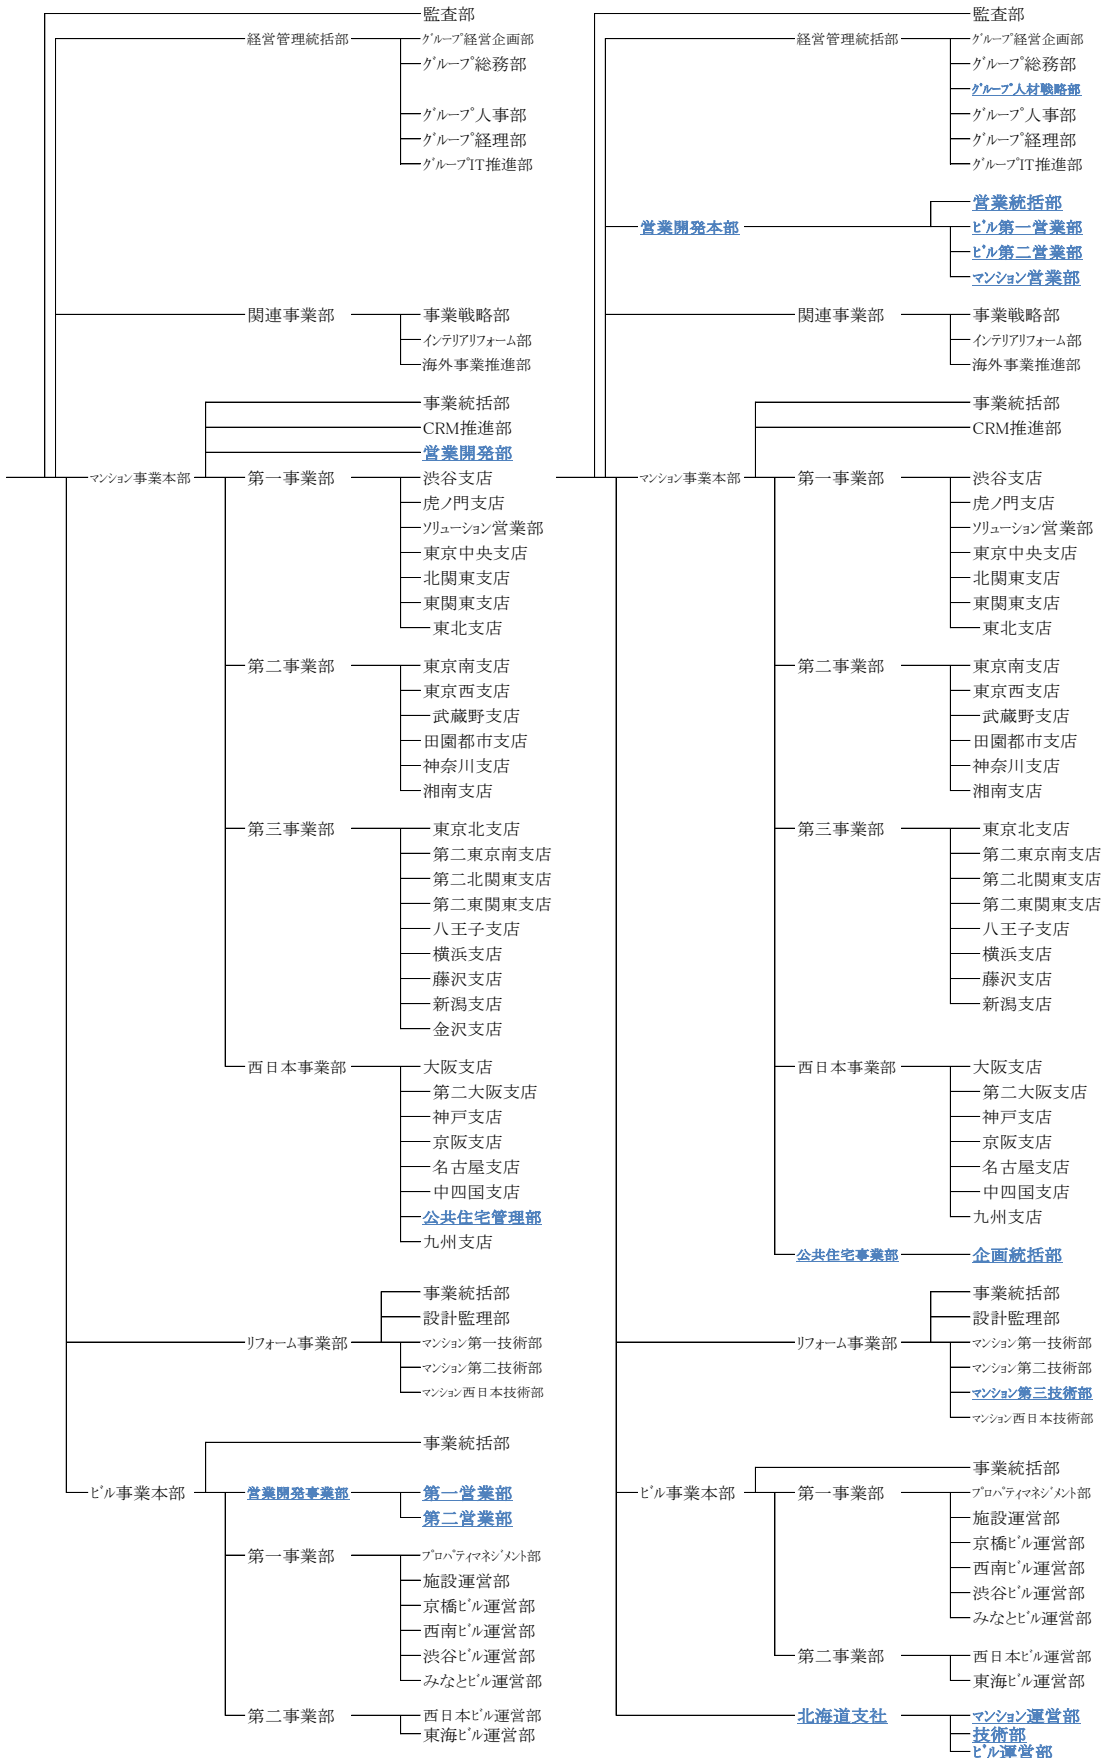 監査部
経営管理統括部
グループ経営企画部
グループ総務部
グループ人事部
グループ経理部
グループIT推進部
関連事業部
事業戦略部
インテリアリフォーム部
海外事業推進部
マンション事業本部
事業統括部
CRM推進部
営業開発部
第一事業部
渋谷支店
虎ノ門支店
ソリューション営業部
東京中央支店
北関東支店
東関東支店
東北支店
第二事業部
東京南支店
東京西支店
武蔵野支店
田園都市支店
神奈川支店
湘南支店
第三事業部
東京北支店
第二東京南支店
第二北関東支店
第二東関東支店
八王子支店
横浜支店
藤沢支店
新潟支店
金沢支店
西日本事業部
大阪支店
第二大阪支店
神戸支店
京阪支店
名古屋支店
中四国支店
公共住宅管理部
九州支店
リフォーム事業部
事業統括部
設計監理部
マンション第一技術部
マンション第二技術部
マンション西日本技術部
ビル事業本部
事業統括部
営業開発事業部
第一営業部
第二営業部
第一事業部
プロパティマネジメント部
施設運営部
京橋ビル運営部
西南ビル運営部
渋谷ビル運営部
みなとビル運営部
第二事業部
西日本ビル運営部
東海ビル運営部
監査部
経営管理統括部
グループ経営企画部
グループ総務部
グループ人材戦略部
グループ人事部
グループ経理部
グループIT推進部
営業開発本部
営業統括部
ビル第一営業部
ビル第二営業部
マンション営業部
関連事業部
事業戦略部
インテリアリフォーム部
海外事業推進部
マンション事業本部
事業統括部
CRM推進部
第一事業部
渋谷支店
虎ノ門支店
ソリューション営業部
東京中央支店
北関東支店
東関東支店
東北支店
第二事業部
東京南支店
東京西支店
武蔵野支店
田園都市支店
神奈川支店
湘南支店
第三事業部
東京北支店
第二東京南支店
第二北関東支店
第二東関東支店
八王子支店
横浜支店
藤沢支店
新潟支店
西日本事業部
大阪支店
第二大阪支店
神戸支店
京阪支店
名古屋支店
中四国支店
九州支店
公共住宅事業部
企画統括部
リフォーム事業部
事業統括部
設計監理部
マンション第一技術部
マンション第二技術部
マンション第三技術部
マンション西日本技術部
ビル事業本部
事業統括部
第一事業部
プロパティマネジメント部
施設運営部
京橋ビル運営部
西南ビル運営部
渋谷ビル運営部
みなとビル運営部
第二事業部
西日本ビル運営部
東海ビル運営部
北海道支社
マンション運営部
技術部
ビル運営部